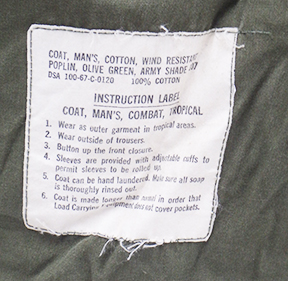 COAT, MAN'S, COTTON, WIND RESISTANT
POPLIN, OLIVE GREEN, ARMY SHADE 107
DSA 100-67-C-0120 100% COTTON
INSTRUCTION LABEL
COAT, MAN'S, COMBAT, TROPICAL
1. Wear as outer garment in tropical areas.
2. Wear outside of trousers.
3. Button up the front closure.
4. Sleeves are provided with adjustable cuffs to
permit sleeves to be rolled up.
5. Coat can be hand laundered. Make sure all soap
is thoroughly rinsed out.
6. Coat is made longer than in order that
Load Carrying Equipment does not cover pockets.